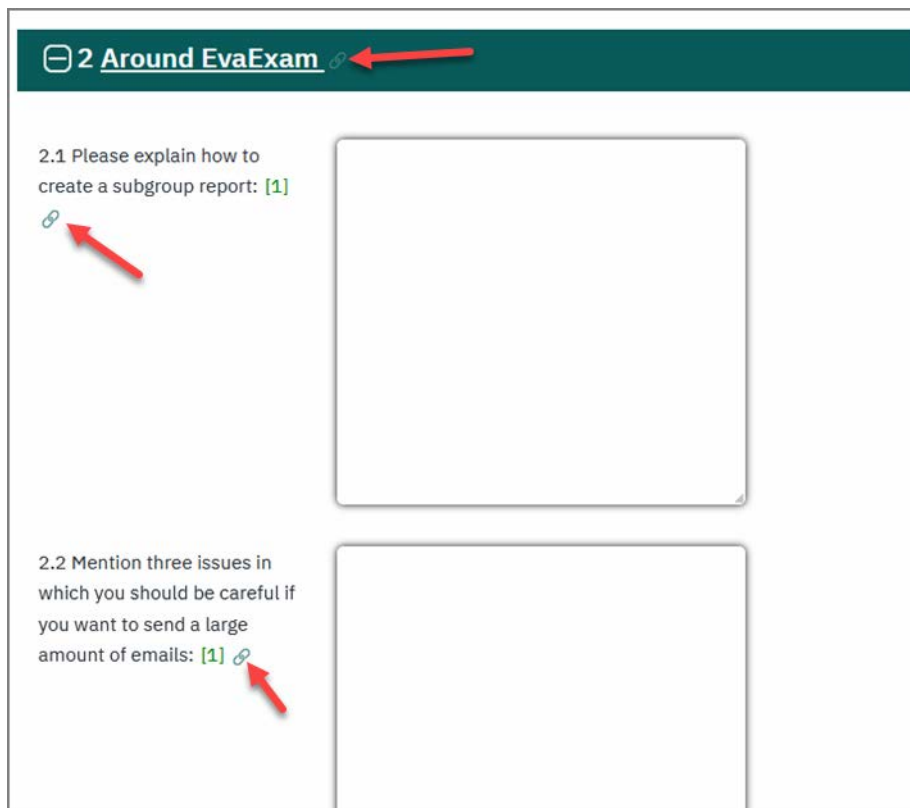 2 Around EvaExam
2.1 Please explain how to
create a subgroup report: [1]
2.2 Mention three issues in
which you should be careful if
you want to send a large
amount of emails: [1]